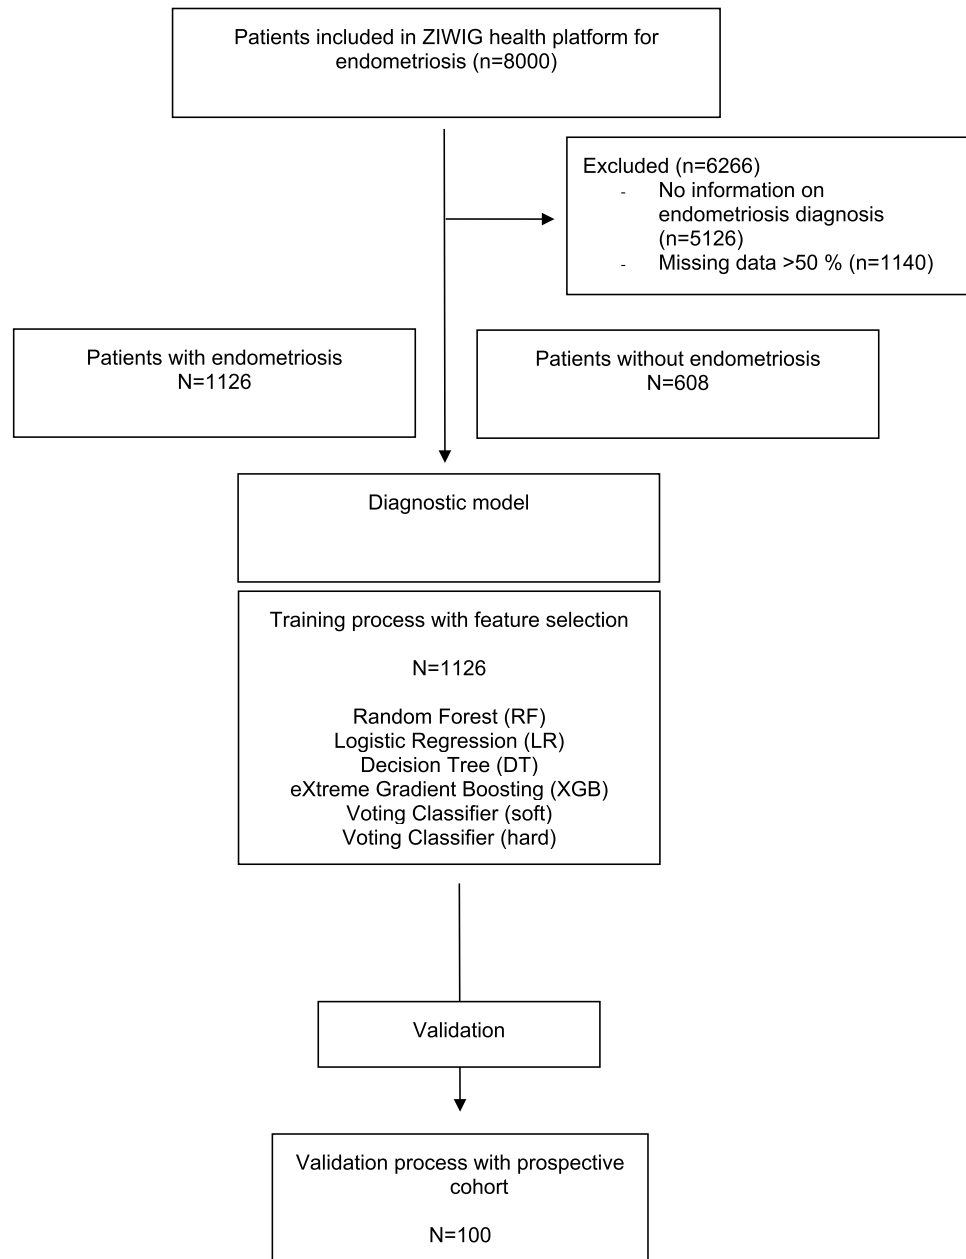 Patients included in ZIWIG health platform for
endometriosis (n=8000)
Excluded (n=6266)
- No information on
endometriosis diagnosis
(n=5126)
- Missing data >50 % (n=1140)
Patients with endometriosis
N=1126
Patients without endometriosis
N=608
Diagnostic model
Training process with feature selection
N=1126
Random Forest (RF)
Logistic Regression (LR)
Decision Tree (DT)
eXtreme Gradient Boosting (XGB)
Voting Classifier (soft)
Voting Classifier (hard)
Validation
Validation process with prospective
cohort
N=100